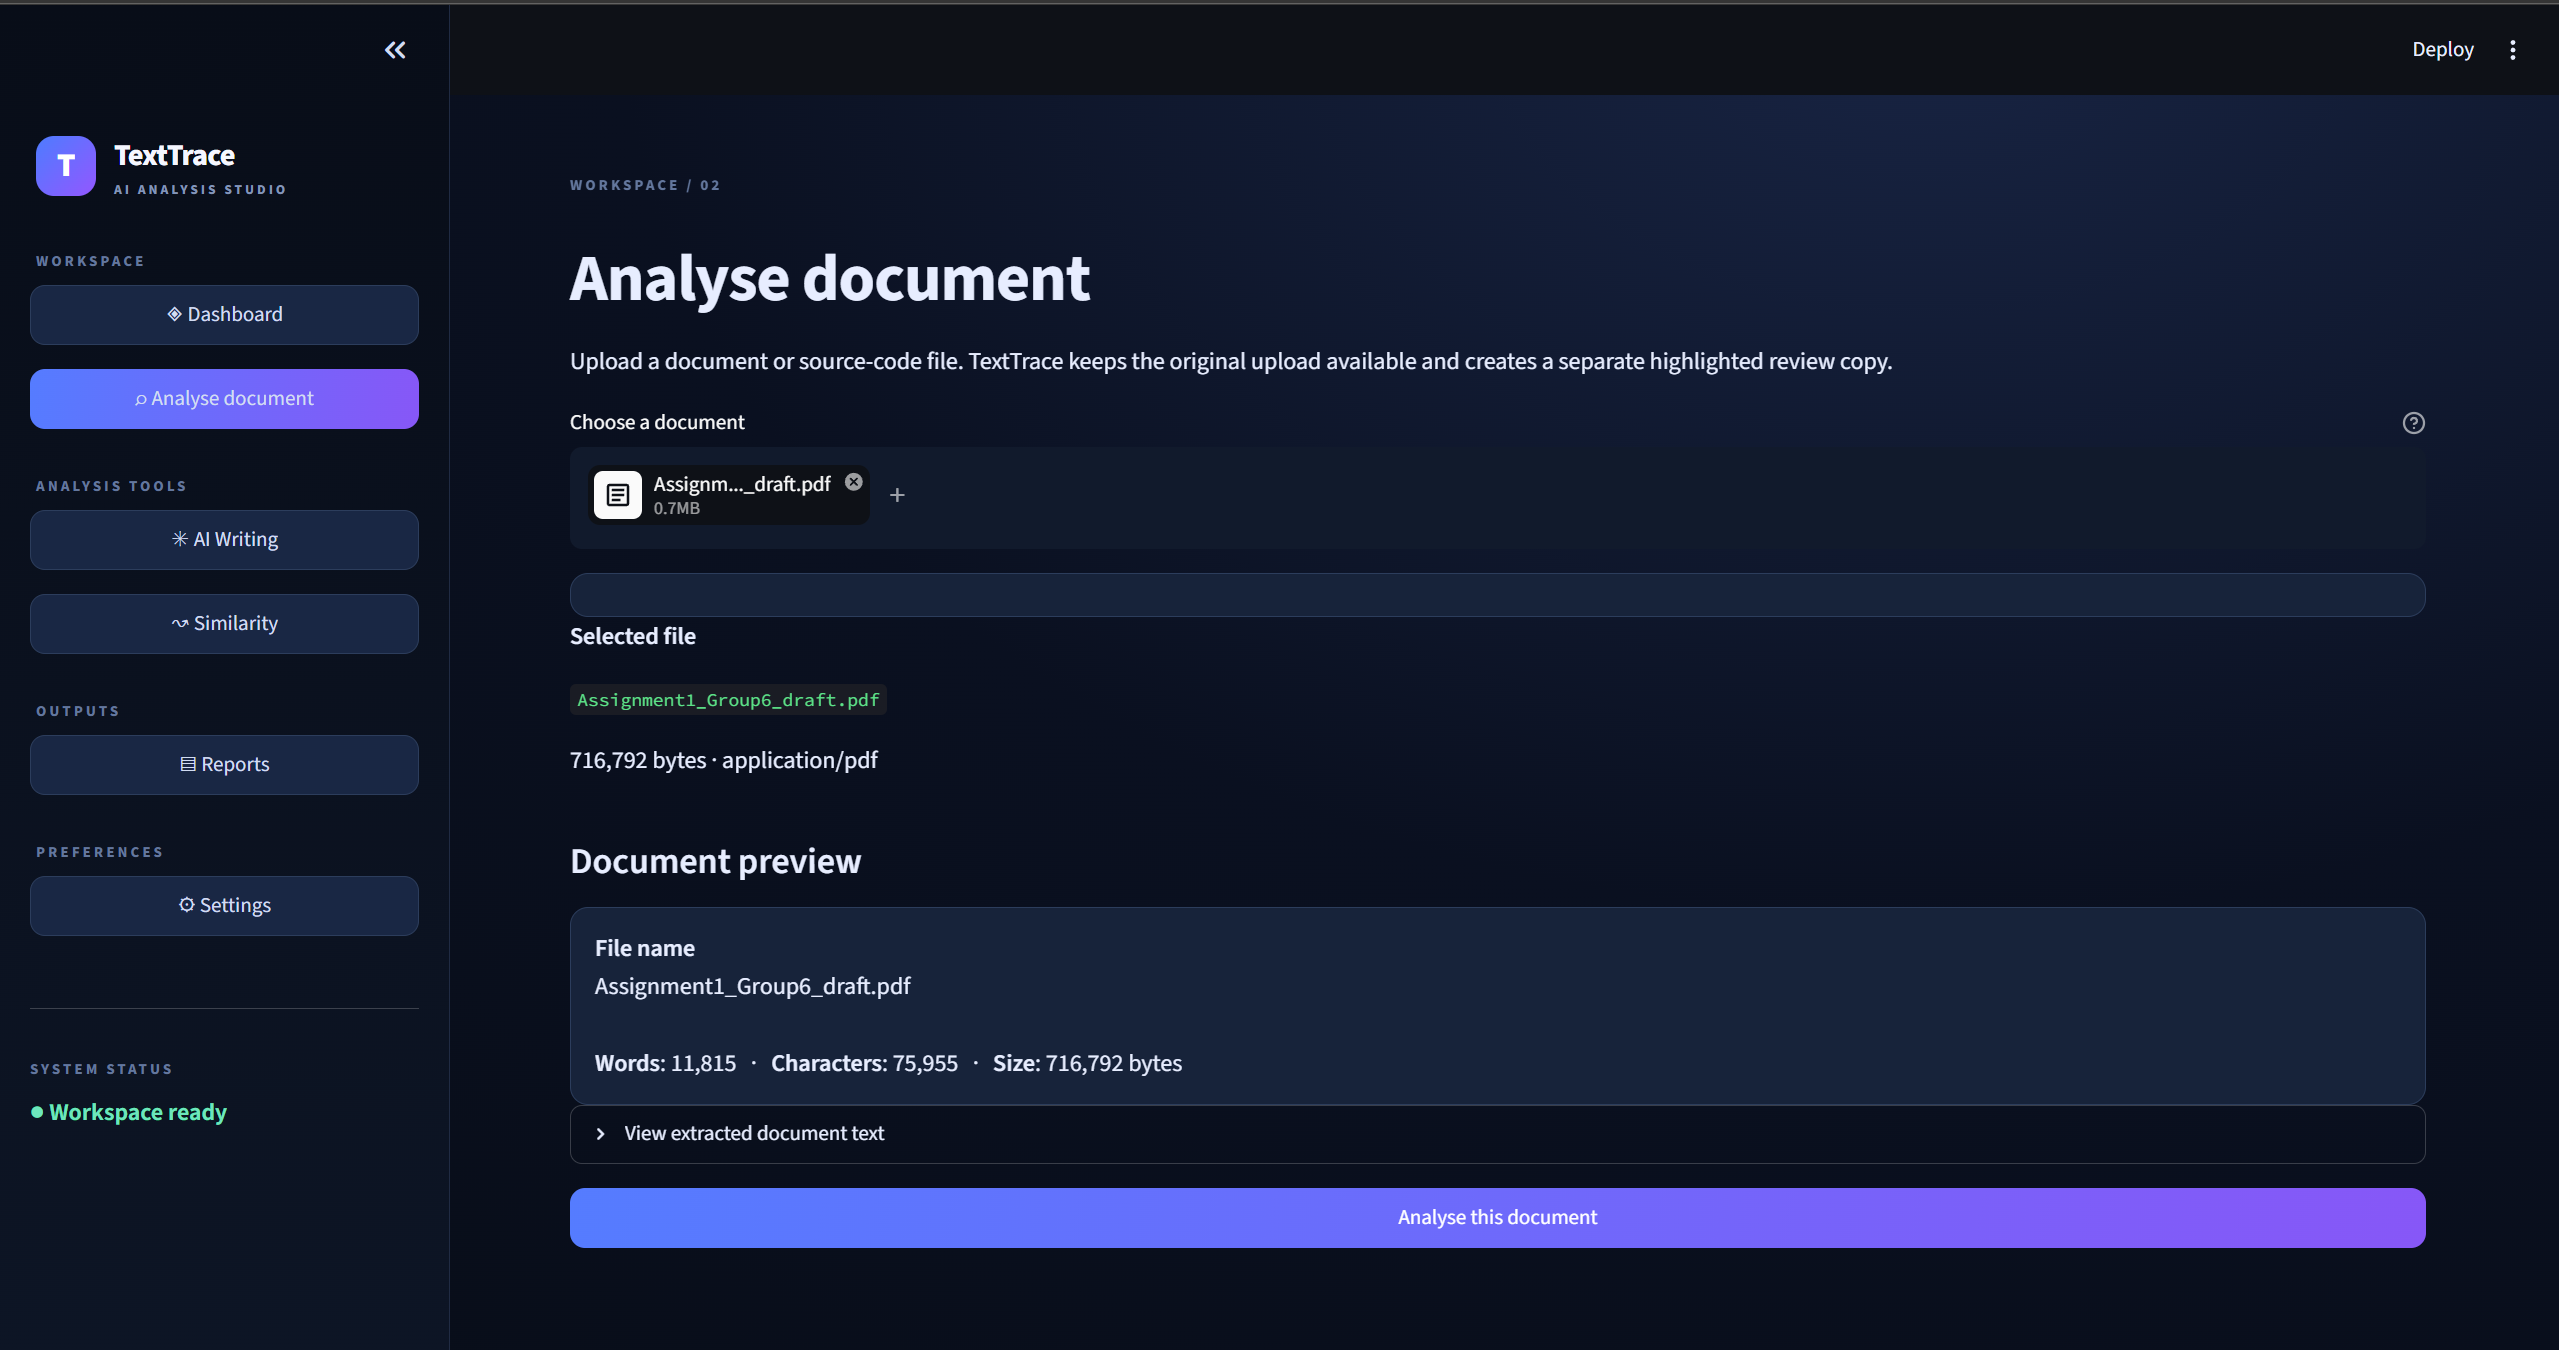 Deploy
T
TextTrace
AI ANALYSIS STUDIO
WORKSPACE
Dashboard
Analyse document
ANALYSIS TOOLS
AI Writing
Similarity
OUTPUTS
Reports
PREFERENCES
Settings
SYSTEM STATUS
Workspace ready
WORKSPACE / 02
Analyse document
Upload a document or source-code file. TextTrace keeps the original upload available and creates a separate highlighted review copy.
Choose a document
Assignm..._draft.pdf
0.7MB
Selected file
Assignment1_Group6_draft.pdf
716,792 bytes · application/pdf
Document preview
File name
Assignment1_Group6_draft.pdf
Words: 11,815 · Characters: 75,955 · Size: 716,792 bytes
View extracted document text
Analyse this document